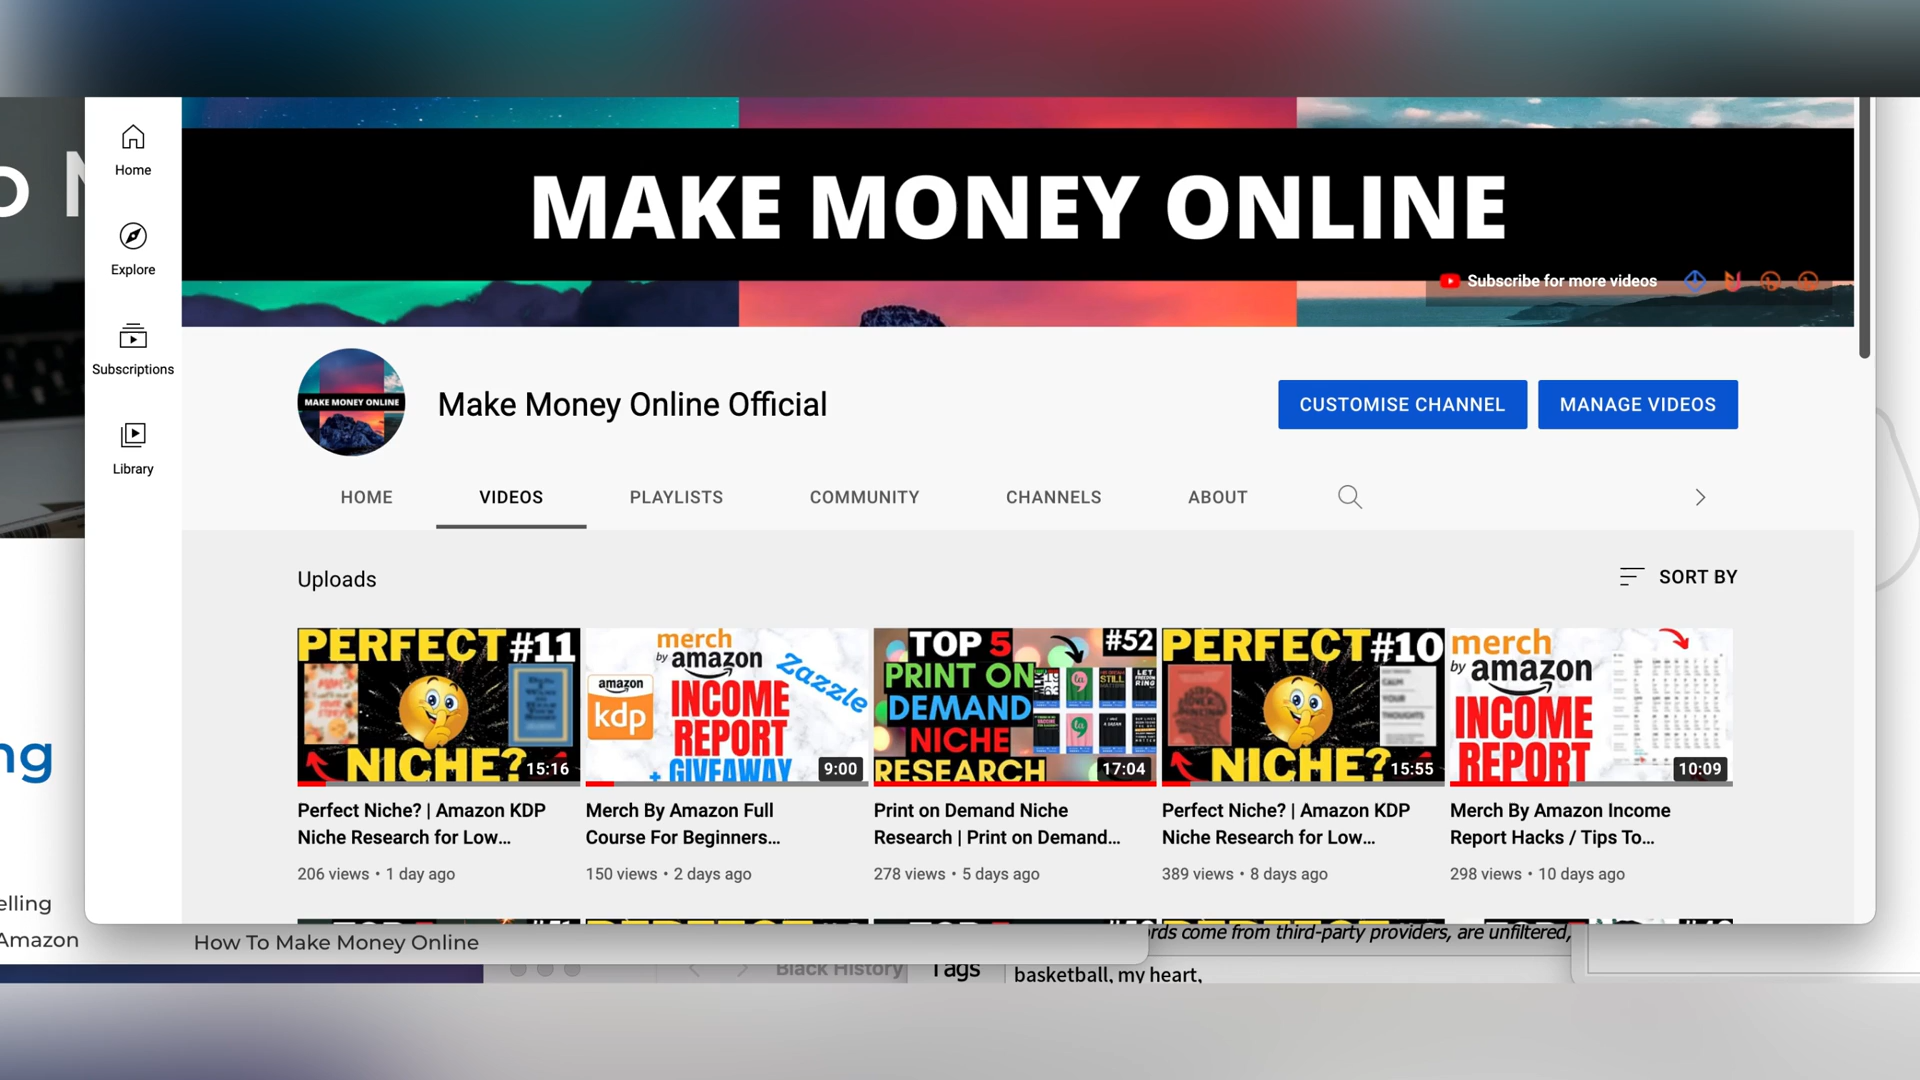 Home
Explore
Subscriptions
Library
MAKE MONEY ONLINE
Subscribe for more videos
MAKE MONEY ONLINE
Make Money Online Official
CUSTOMISE CHANNEL
MANAGE VIDEOS
HOME
VIDEOS
PLAYLISTS
COMMUNITY
CHANNELS
ABOUT
Uploads
SORT BY
PERFECT #11
NICHE?
15:16
merch
by amazon
Zazzle
amazon
kdp
INCOME
REPORT
+ GIVEAWAY
9:00
TOP 5 #52
PRINT ON
DEMAND
NICHE
RESEARCH
17:04
PERFECT #10
NICHE?
15:55
merch
by amazon
INCOME
REPORT
10:09
Perfect Niche? | Amazon KDP
Niche Research for Low...
206 views • 1 day ago
Merch By Amazon Full
Course For Beginners...
150 views • 2 days ago
Print on Demand Niche
Research | Print on Demand...
278 views • 5 days ago
Perfect Niche? | Amazon KDP
Niche Research for Low...
389 views • 8 days ago
Merch By Amazon Income
Report Hacks / Tips To...
298 views • 10 days ago
ng
elling
Amazon
How To Make Money Online
rds come from third-party providers, are unfiltered,
Black History
Tags
basketball, my heart,